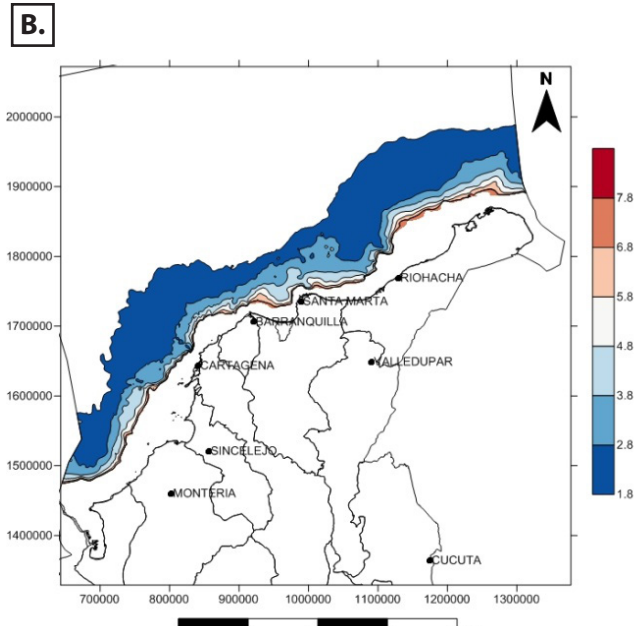 B.
N
2000000
1900000
1800000
1700000
1600000
1500000
1400000
7.8
6.8
5.8
4.8
3.8
2.8
1.8
RIOHACHA
SANTA MARTA
BARRANQUILLA
VALLEDUPAR
CARTAGENA
SINCELEJO
MONTERIA
CUCUTA
700000 800000 900000 1000000 1100000 1200000 1300000